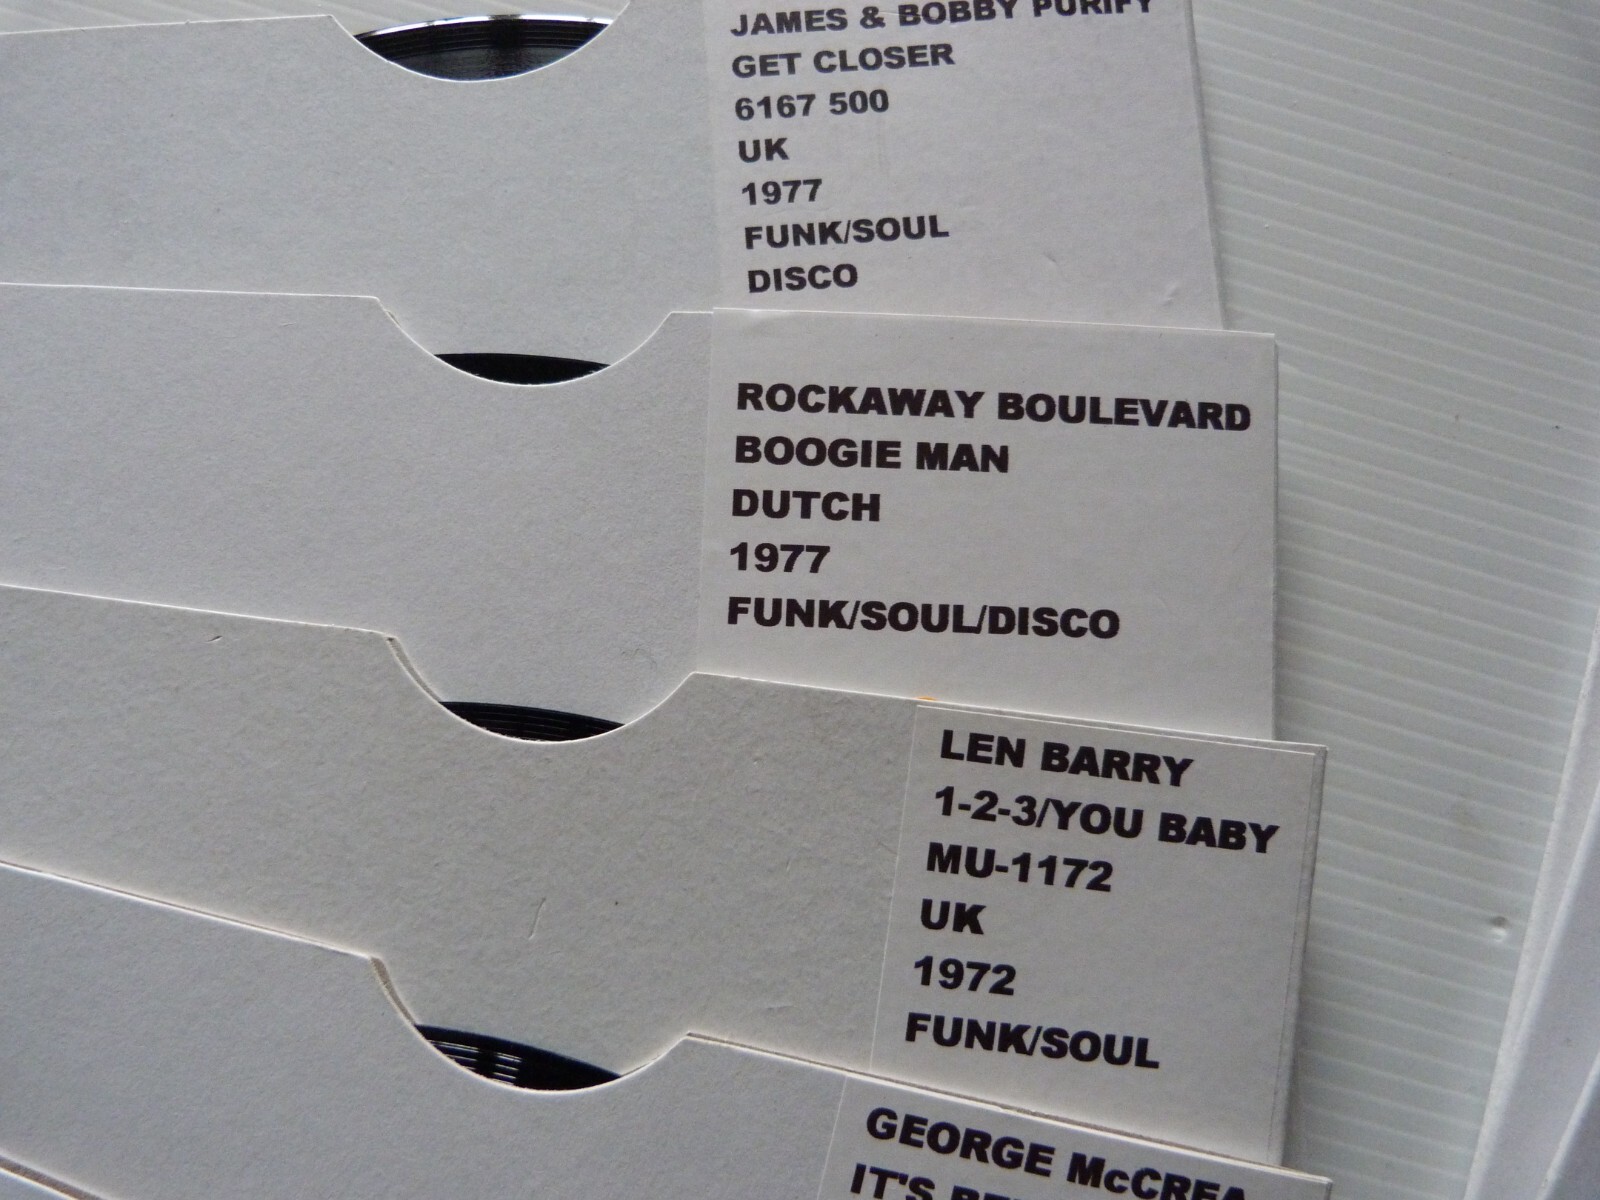 JAMES & BOBBY PURIFY
GET CLOSER
6167 500
UK
1977
FUNK/SOUL
DISCO
ROCKAWAY BOULEVARD
BOOGIE MAN
DUTCH
1977
FUNK/SOUL/DISCO
LEN BARRY
1-2-3/YOU BABY
MU-1172
UK
1972
FUNK/SOUL
GEORGE McCREA
IT'S